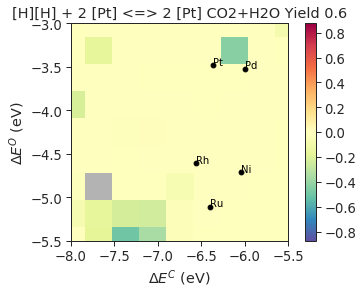 [H][H] + 2 [Pt] <=> 2 [Pt] CO2+H2O Yield 0.6
−3.0
−3.5
−4.0
−4.5
−5.0
−5.5
ΔE^O (eV)
Pt
Pd
Rh
Ni
Ru
−8.0 −7.5 −7.0 −6.5 −6.0 −5.5
ΔE^C (eV)
0.8
0.6
0.4
0.2
0.0
−0.2
−0.4
−0.6
−0.8